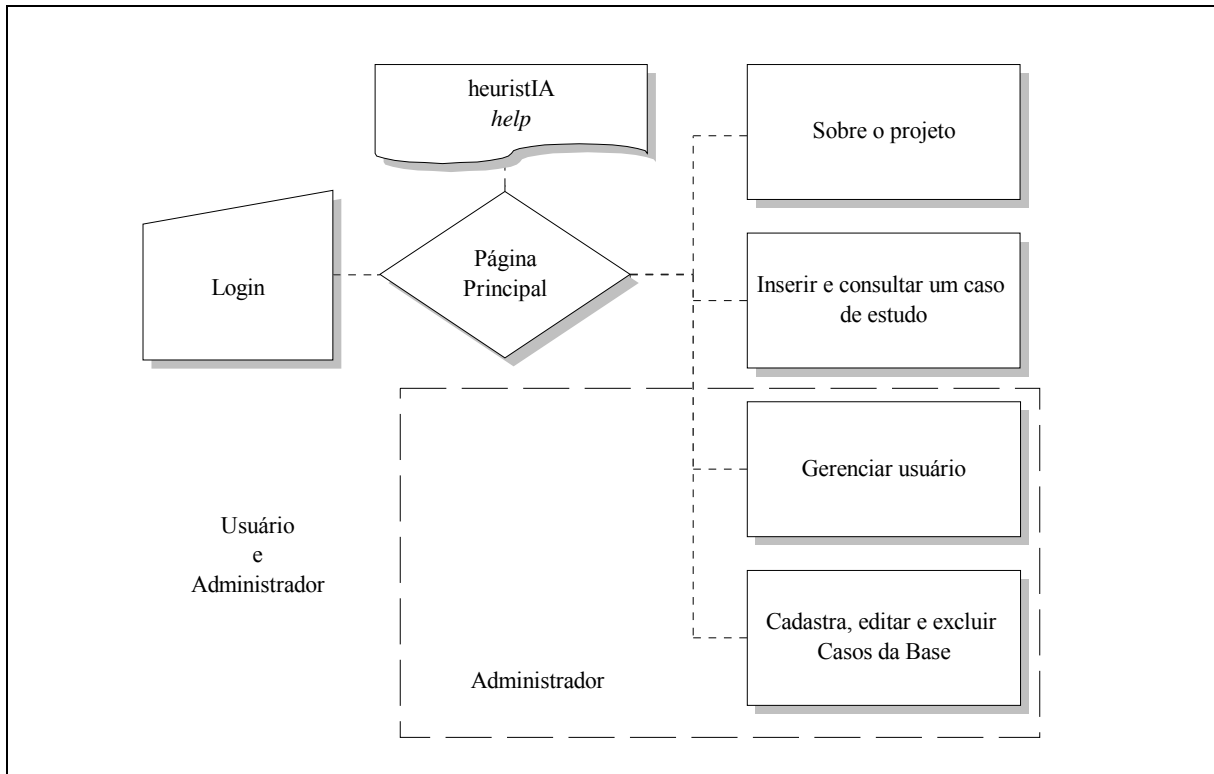 heuristIA
help
Sobre o projeto
Login
Página
Principal
Inserir e consultar um caso
de estudo
Gerenciar usuário
Usuário
e
Administrador
Cadastra, editar e excluir
Casos da Base
Administrador